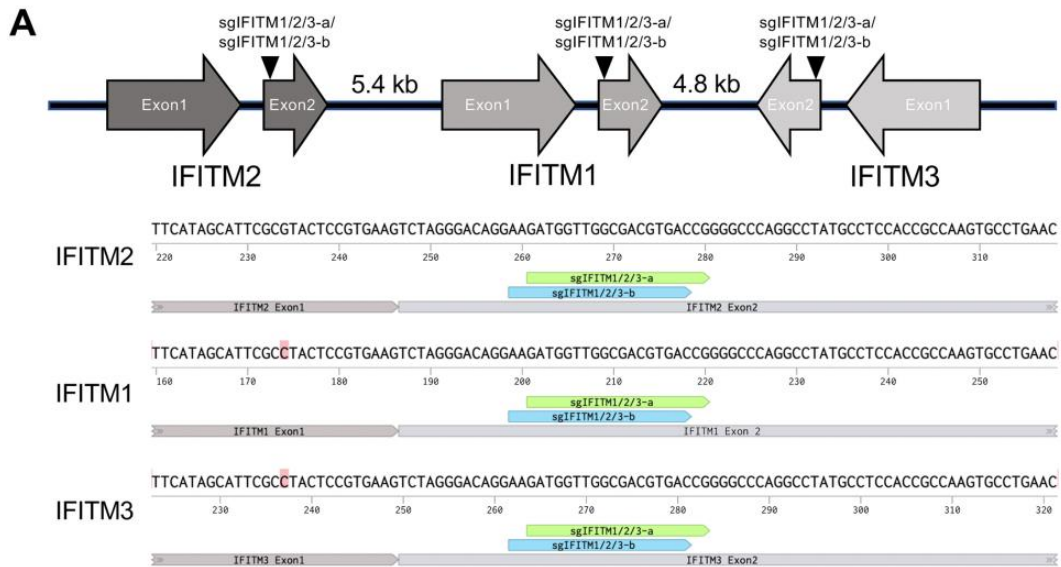 A
sgIFITM1/2/3-a/ sgIFITM1/2/3-a/ sgIFITM1/2/3-a/
sgIFITM1/2/3-b sgIFITM1/2/3-b sgIFITM1/2/3-b
5.4 kb 4.8 kb
Exon1 Exon2 Exon1 Exon2 Exon2 Exon1
IFITM2 IFITM1 IFITM3
TTCATAGCATTCGCGTACTCCGTGAAGTCTAGGGACAGGAAGATGGTTGGCGACGTGACCGGGGCCCAGGCCTATGCCTCCACCGCCAAGTGCCTGAAC
IFITM2
220 230 240 250 260 270 280 290 300 310
sgIFITM1/2/3-a
sgIFITM1/2/3-b
IFITM2 Exon1 IFITM2 Exon2
TTCATAGCATTCGCCTACTCCGTGAAGTCTAGGGACAGGAAGATGGTTGGCGACGTGACCGGGGCCCAGGCCTATGCCTCCACCGCCAAGTGCCTGAAC
IFITM1
160 170 180 190 200 210 220 230 240 250
sgIFITM1/2/3-a
sgIFITM1/2/3-b
IFITM1 Exon1 IFITM1 Exon 2
TTCATAGCATTCGCCTACTCCGTGAAGTCTAGGGACAGGAAGATGGTTGGCGACGTGACCGGGGCCCAGGCCTATGCCTCCACCGCCAAGTGCCTGAAC
IFITM3
230 240 250 260 270 280 290 300 310 320
sgIFITM1/2/3-a
sgIFITM1/2/3-b
IFITM3 Exon1 IFITM3 Exon2